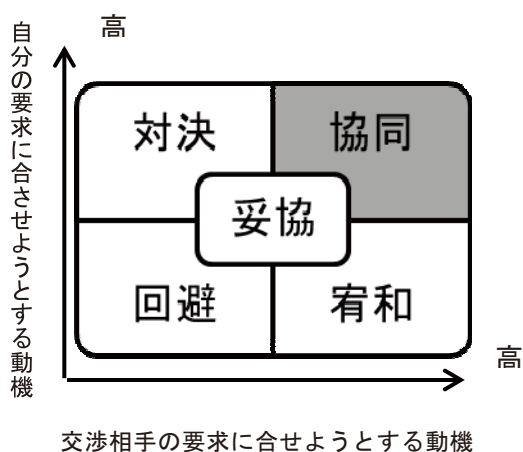 高
自分の要求に合させようとする動機
対決
協同
妥協
回避
宥和
高
交渉相手の要求に合せようとする動機